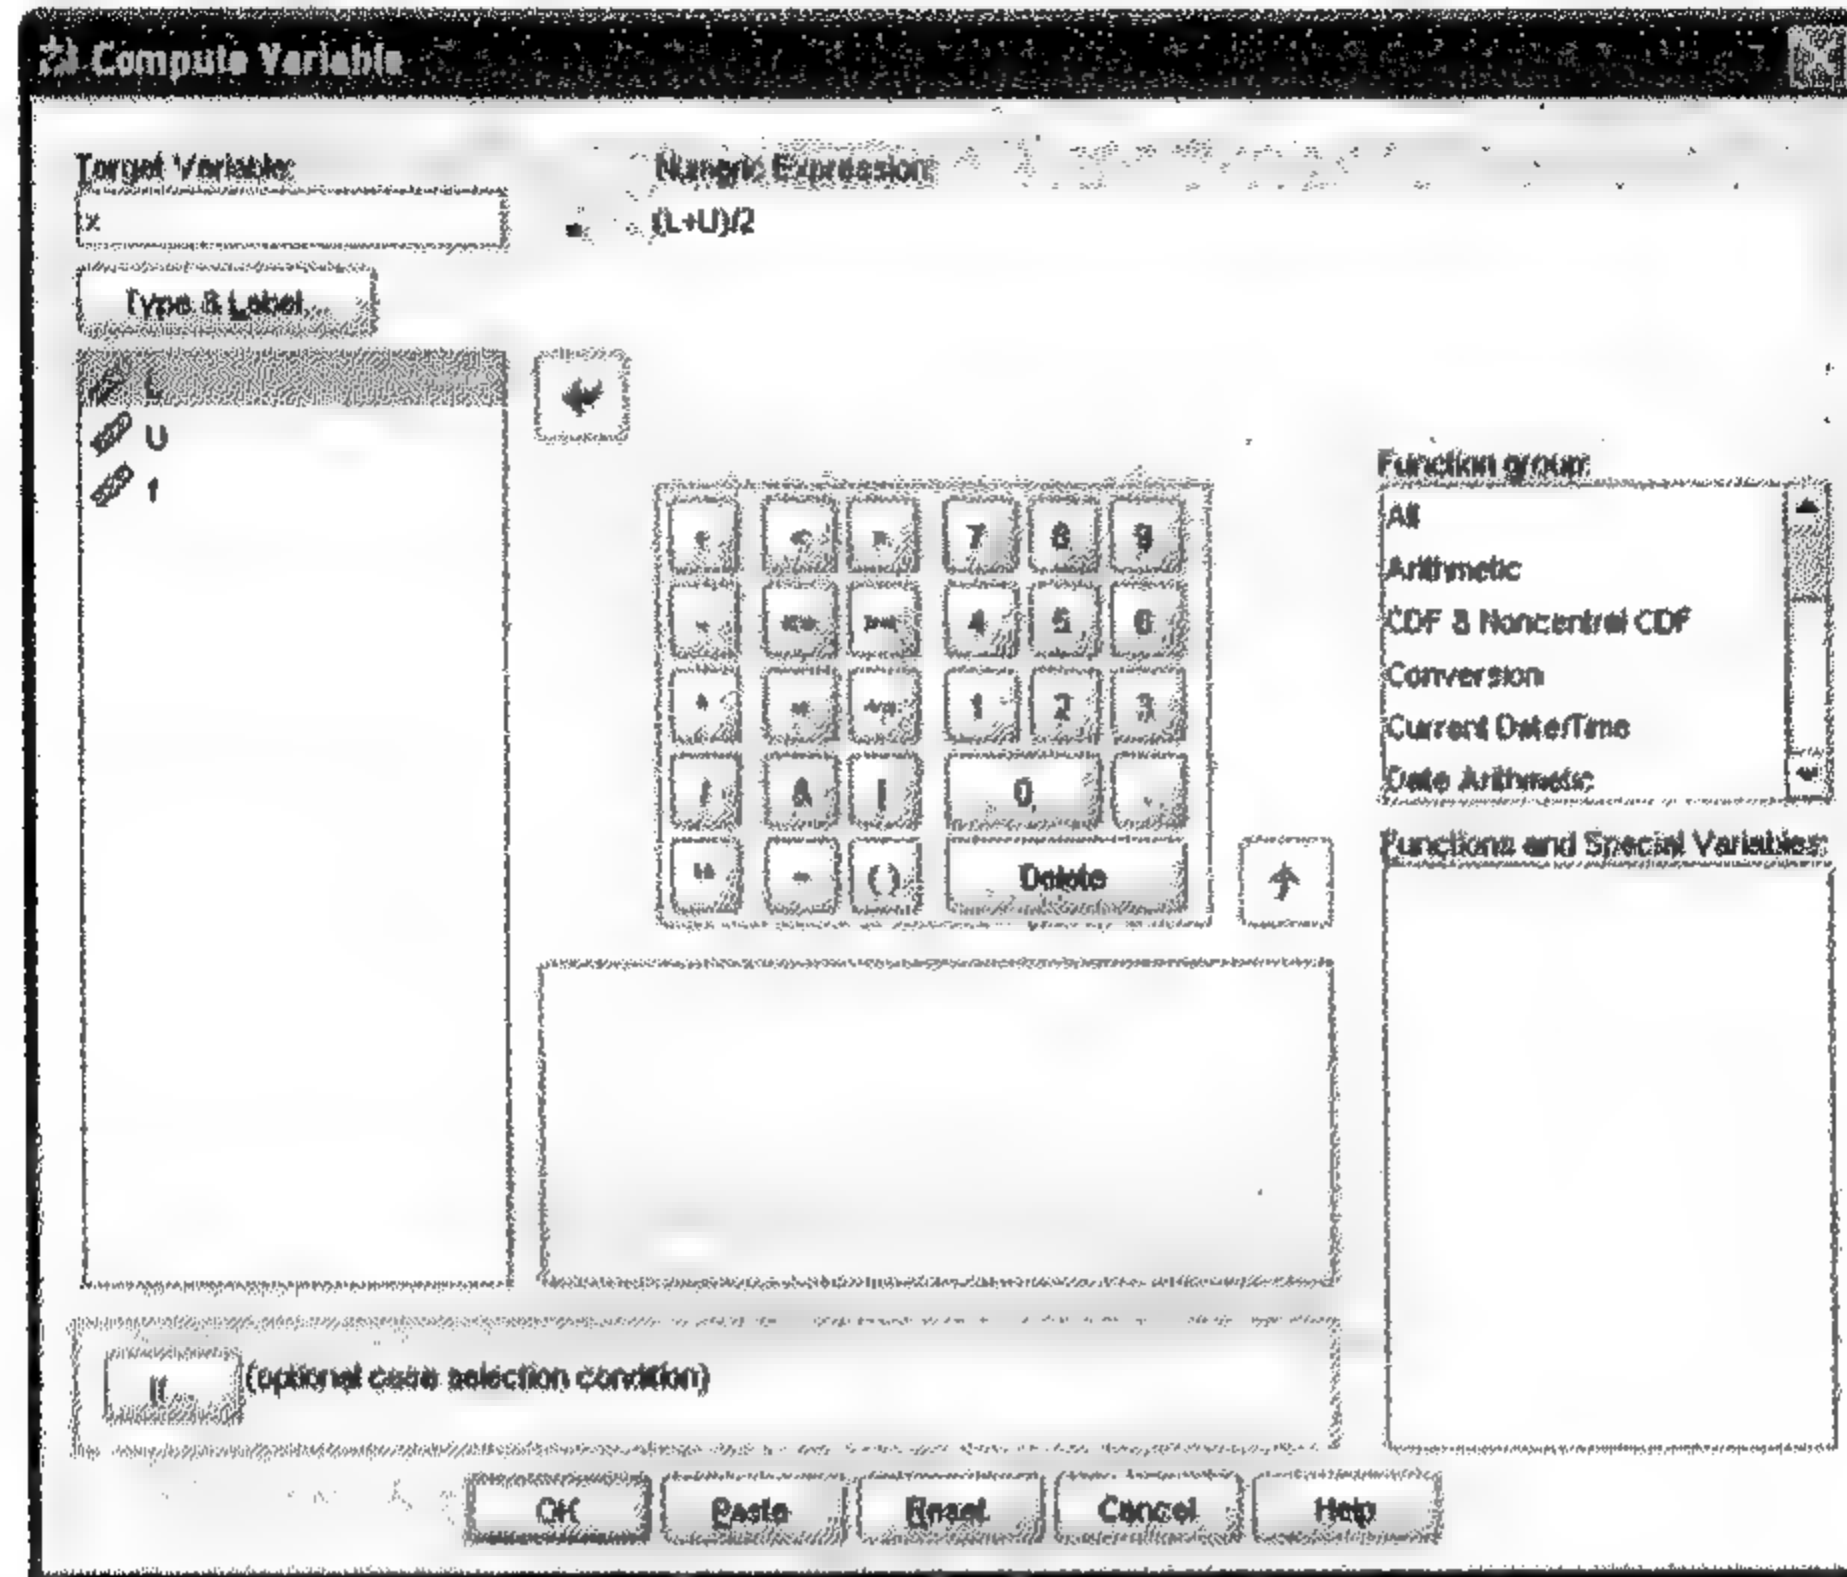 Compute Variable
Target Variable:
x
=
Numeric Expression:
(L+U)/2
Type & Label...
L
U
f
+ < > 7 8 9
- <= >= 4 5 6
* = ~= 1 2 3
/ & | 0 .
** ~ ( ) Delete
Function group:
All
Arithmetic
CDF & Noncentral CDF
Conversion
Current Date/Time
Date Arithmetic
Functions and Special Variables:
If...
(optional case selection condition)
OK
Paste
Reset
Cancel
Help